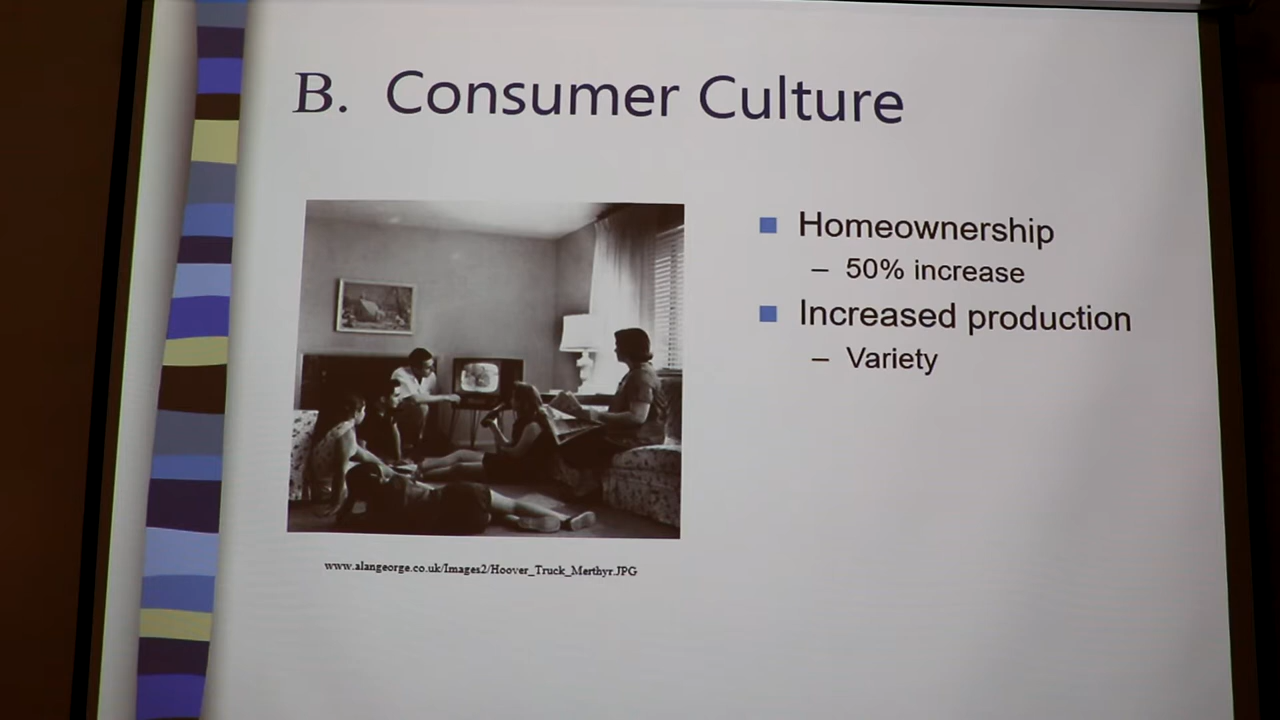 B. Consumer Culture
Homeownership
– 50% increase
Increased production
– Variety
www.alangeorge.co.uk/Images2/Hoover_Truck_Merthyr.JPG